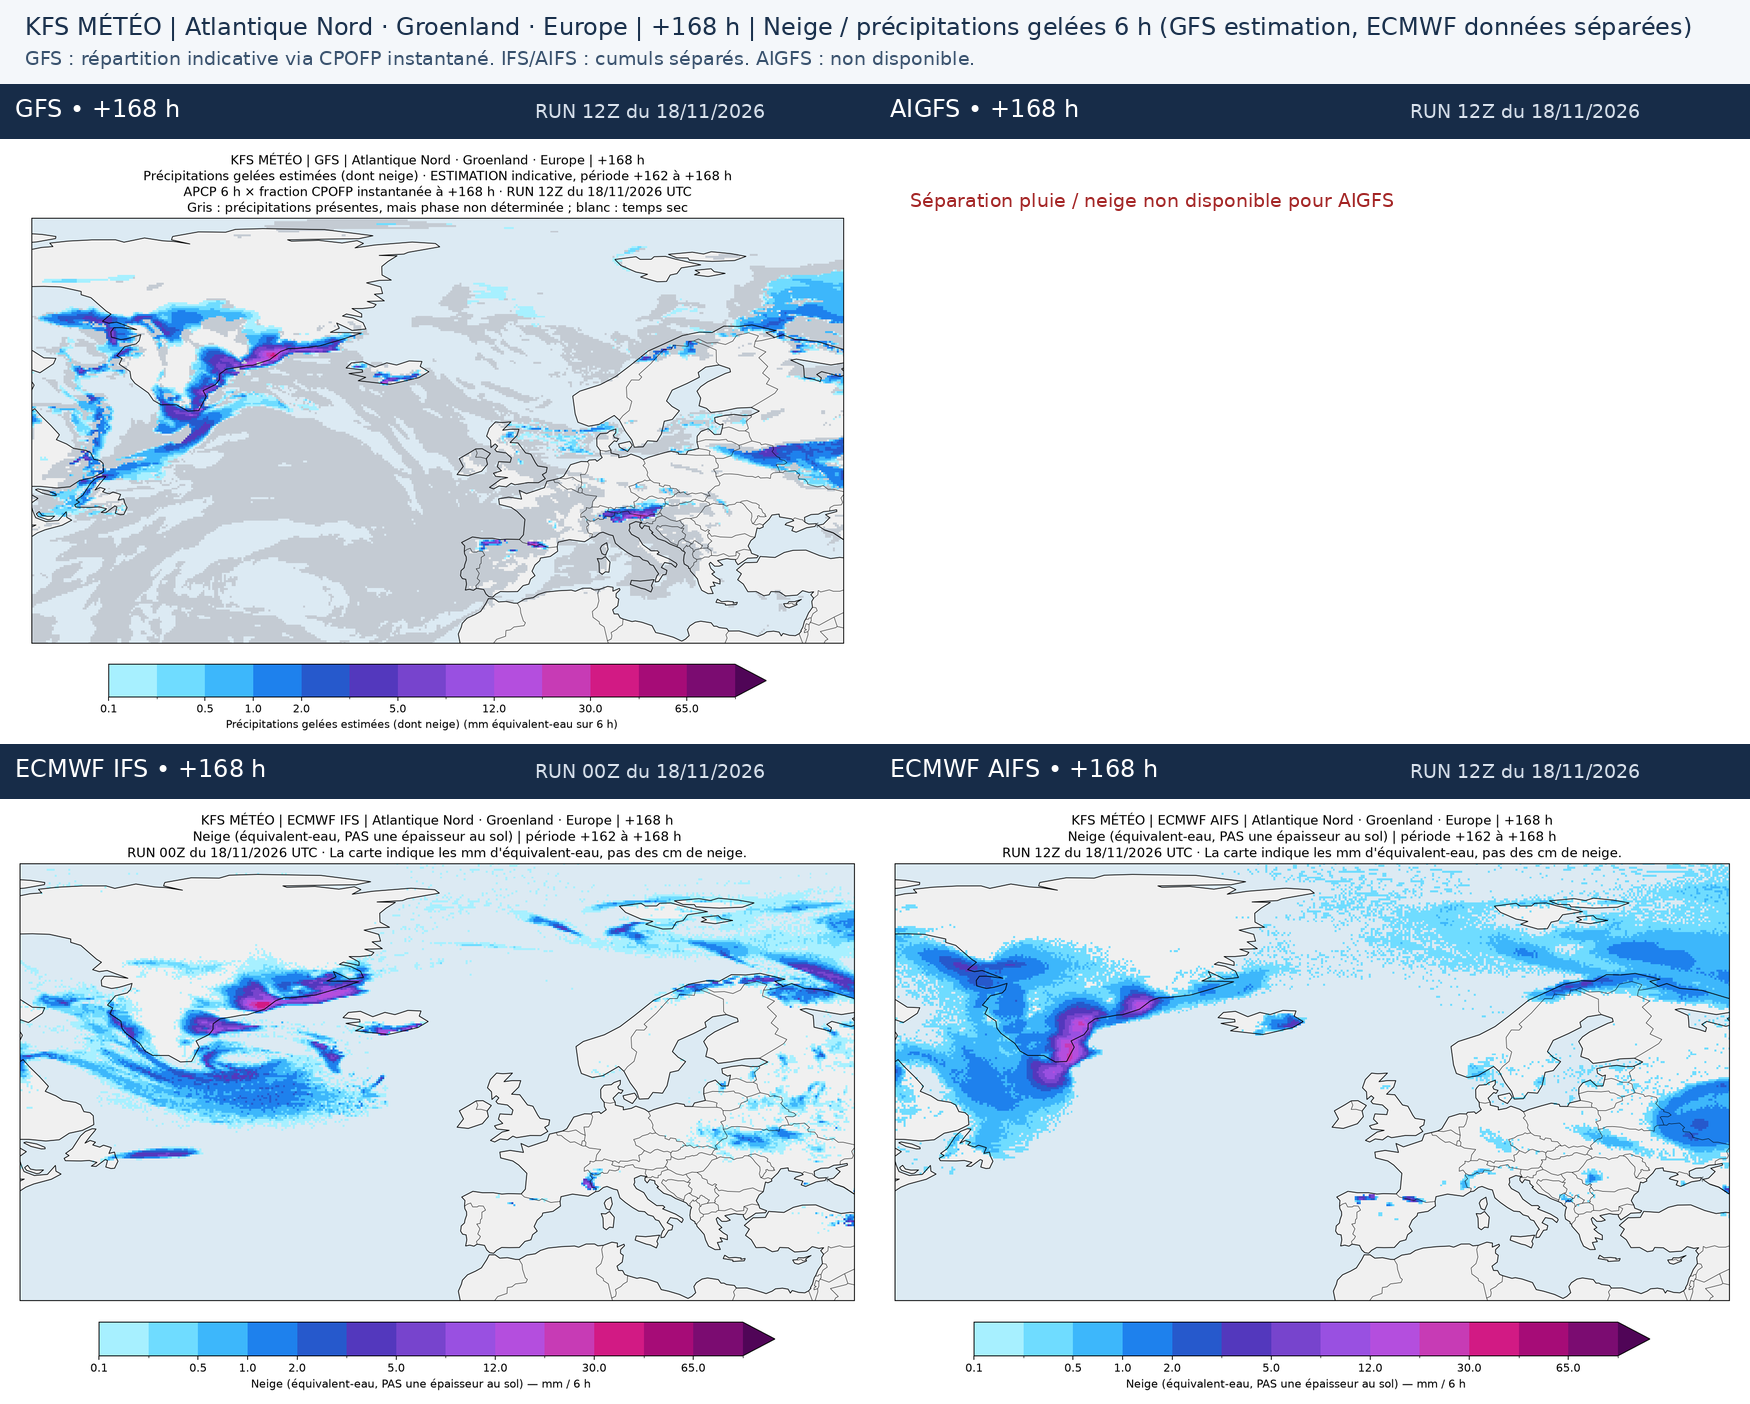 KFS MÉTÉO | Atlantique Nord · Groenland · Europe | +168 h | Neige / précipitations gelées 6 h (GFS estimation, ECMWF données séparées)
GFS : répartition indicative via CPOFP instantané. IFS/AIFS : cumuls séparés. AIGFS : non disponible.
GFS • +168 h
RUN 12Z du 18/11/2026
AIGFS • +168 h
RUN 12Z du 18/11/2026
KFS MÉTÉO | GFS | Atlantique Nord · Groenland · Europe | +168 h
Précipitations gelées estimées (dont neige) · ESTIMATION indicative, période +162 à +168 h
APCP 6 h × fraction CPOFP instantanée à +168 h · RUN 12Z du 18/11/2026 UTC
Gris : précipitations présentes, mais phase non déterminée ; blanc : temps sec
Séparation pluie / neige non disponible pour AIGFS
0.1 0.5 1.0 2.0 5.0 12.0 30.0 65.0
Précipitations gelées estimées (dont neige) (mm équivalent-eau sur 6 h)
ECMWF IFS • +168 h
RUN 00Z du 18/11/2026
ECMWF AIFS • +168 h
RUN 12Z du 18/11/2026
KFS MÉTÉO | ECMWF IFS | Atlantique Nord · Groenland · Europe | +168 h
Neige (équivalent-eau, PAS une épaisseur au sol) | période +162 à +168 h
RUN 00Z du 18/11/2026 UTC · La carte indique les mm d'équivalent-eau, pas des cm de neige.
0.1 0.5 1.0 2.0 5.0 12.0 30.0 65.0
Neige (équivalent-eau, PAS une épaisseur au sol) — mm / 6 h
KFS MÉTÉO | ECMWF AIFS | Atlantique Nord · Groenland · Europe | +168 h
Neige (équivalent-eau, PAS une épaisseur au sol) | période +162 à +168 h
RUN 12Z du 18/11/2026 UTC · La carte indique les mm d'équivalent-eau, pas des cm de neige.
0.1 0.5 1.0 2.0 5.0 12.0 30.0 65.0
Neige (équivalent-eau, PAS une épaisseur au sol) — mm / 6 h